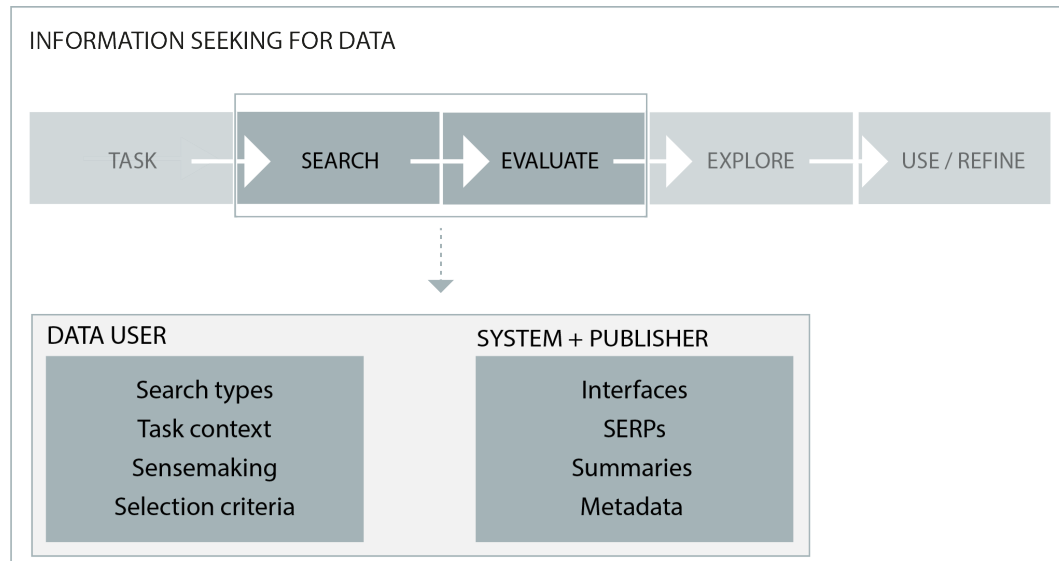 INFORMATION SEEKING FOR DATA
TASK
SEARCH
EVALUATE
EXPLORE
USE / REFINE
DATA USER
Search types
Task context
Sensemaking
Selection criteria
SYSTEM + PUBLISHER
Interfaces
SERPs
Summaries
Metadata